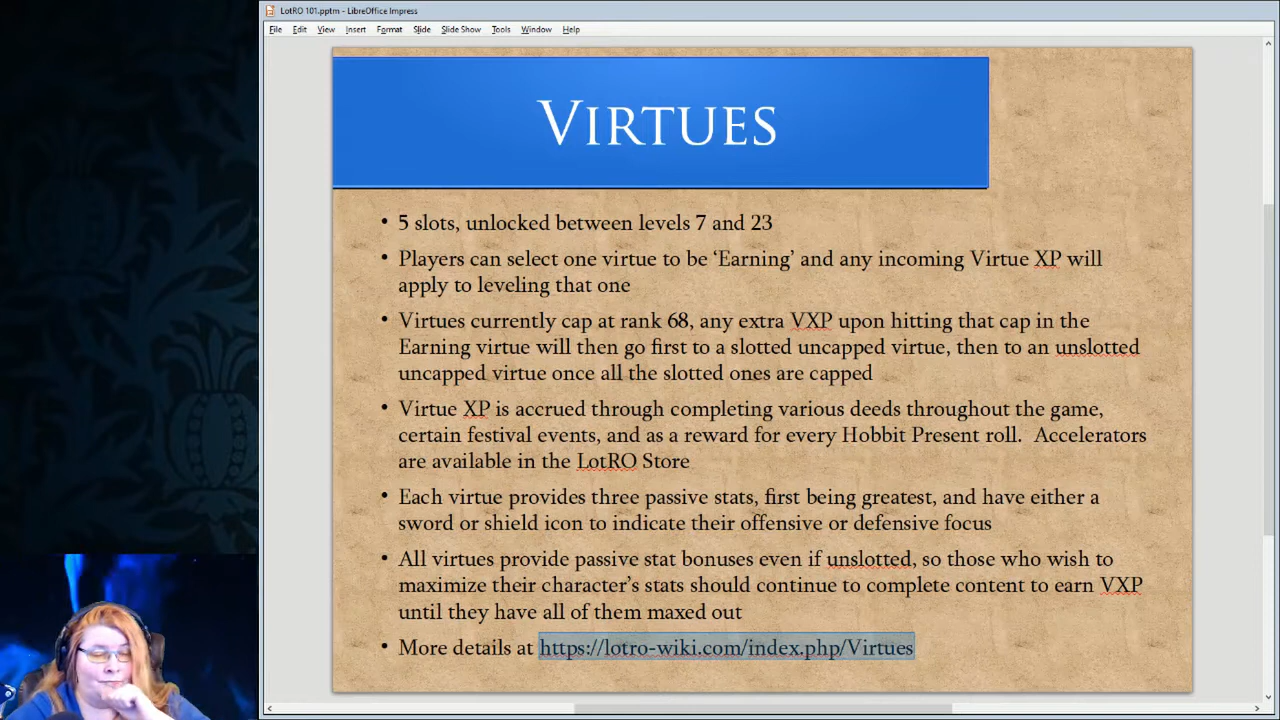 LotRO 101.pptm - LibreOffice Impress
File Edit View Insert Format Slide Slide Show Tools Window Help
VIRTUES
• 5 slots, unlocked between levels 7 and 23
• Players can select one virtue to be ‘Earning’ and any incoming Virtue XP will
apply to leveling that one
• Virtues currently cap at rank 68, any extra VXP upon hitting that cap in the
Earning virtue will then go first to a slotted uncapped virtue, then to an unslotted
uncapped virtue once all the slotted ones are capped
• Virtue XP is accrued through completing various deeds throughout the game,
certain festival events, and as a reward for every Hobbit Present roll.  Accelerators
are available in the LotRO Store
• Each virtue provides three passive stats, first being greatest, and have either a
sword or shield icon to indicate their offensive or defensive focus
• All virtues provide passive stat bonuses even if unslotted, so those who wish to
maximize their character’s stats should continue to complete content to earn VXP
until they have all of them maxed out
• More details at https://lotro-wiki.com/index.php/Virtues